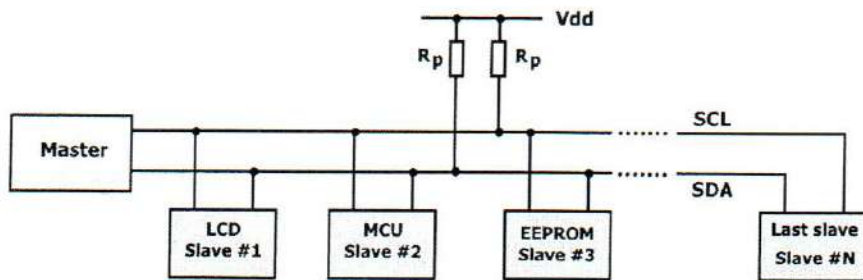 Vdd
Rp Rp
SCL
Master
SDA
LCD
Slave #1
MCU
Slave #2
EEPROM
Slave #3
Last slave
Slave #N